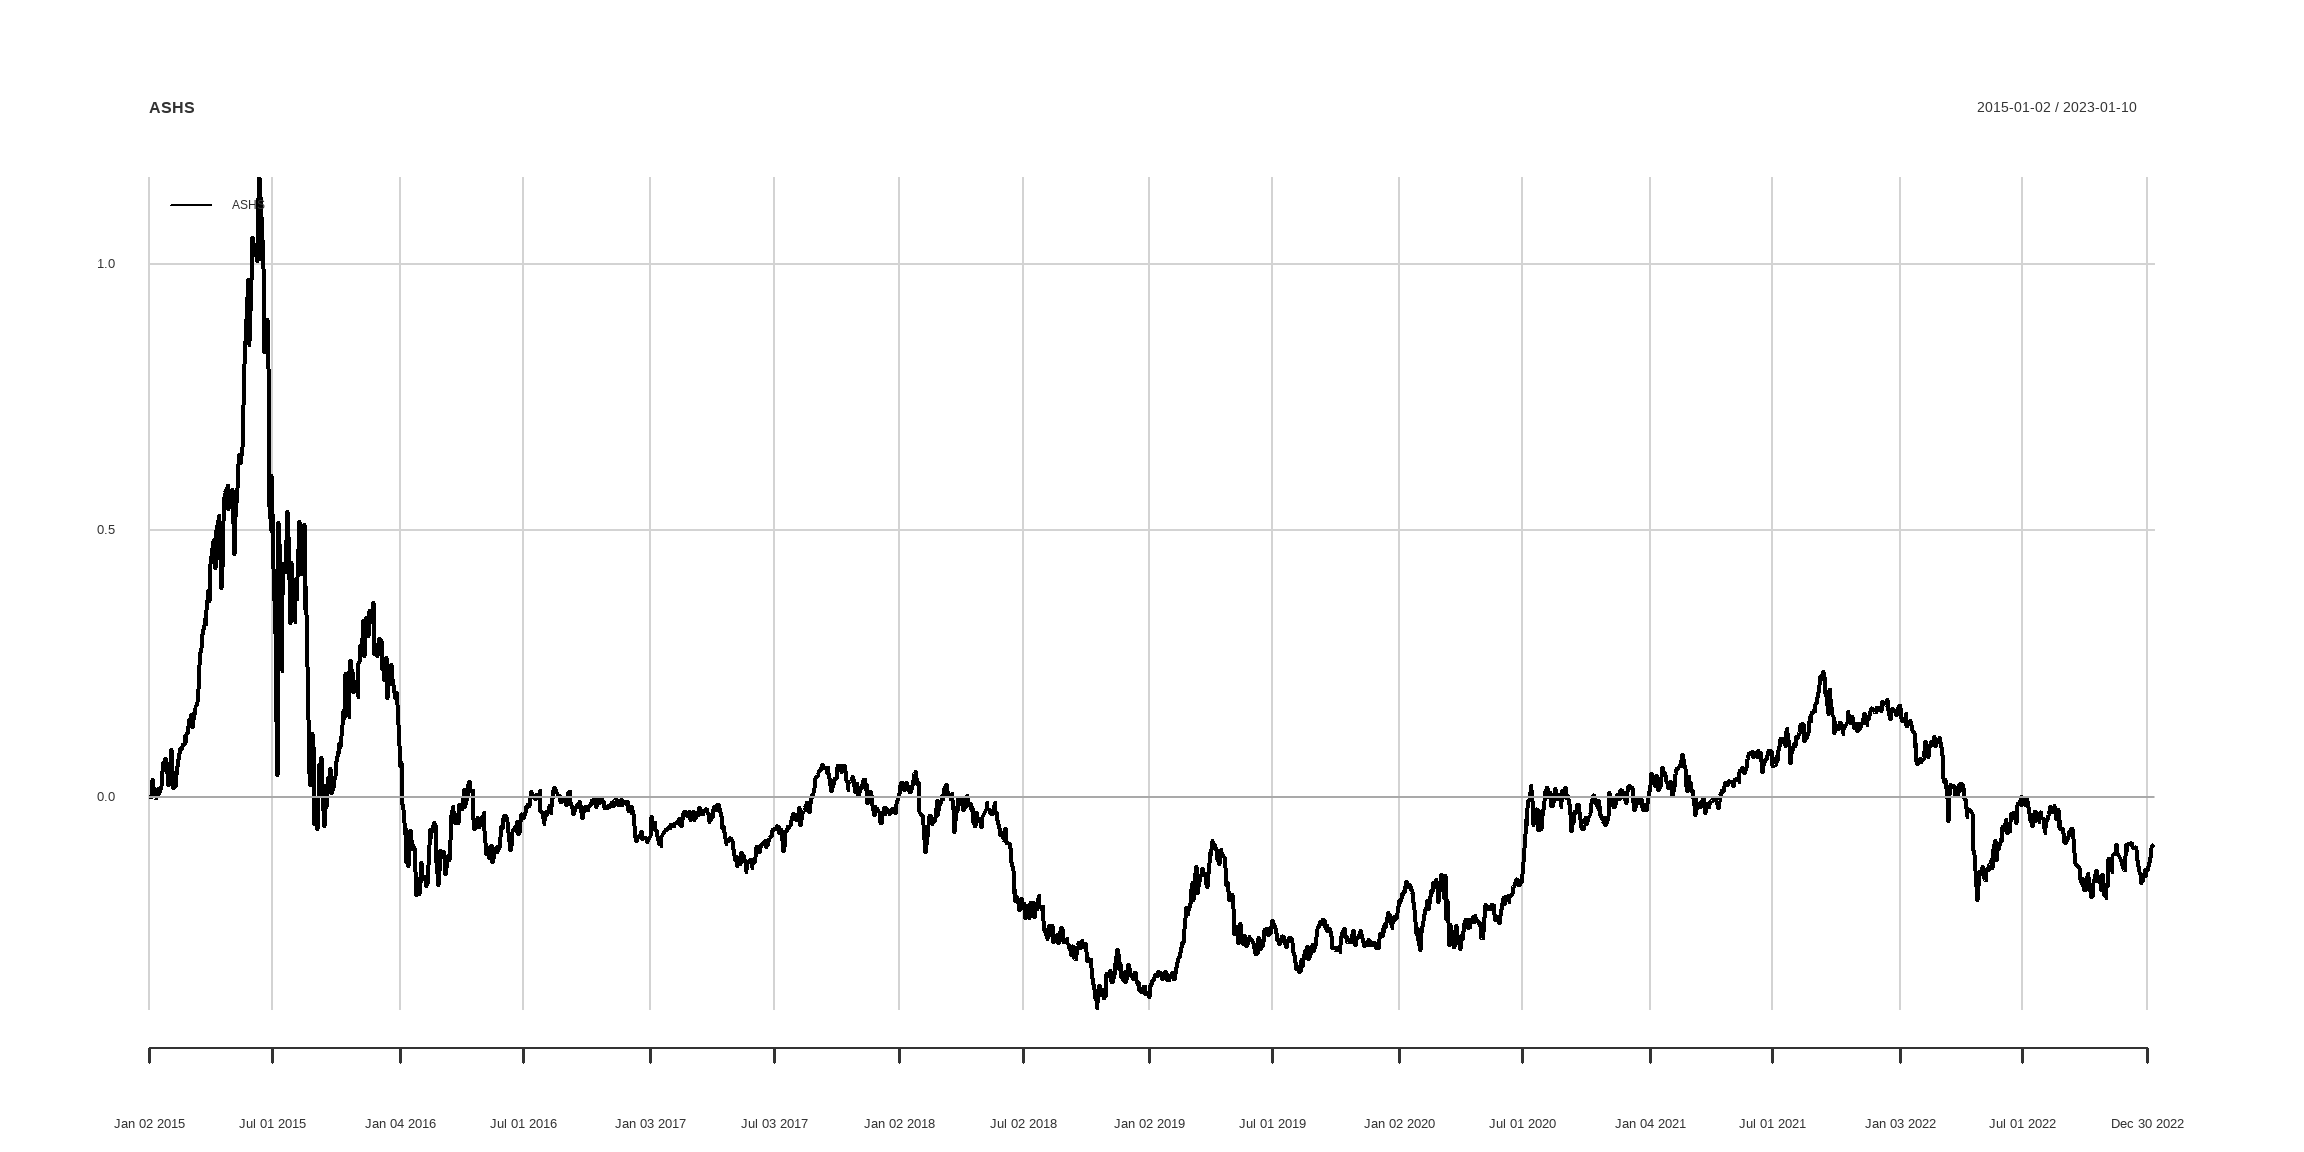 ASHS
2015-01-02 / 2023-01-10
ASHS
1.0
0.5
0.0
Jan 02 2015
Jul 01 2015
Jan 04 2016
Jul 01 2016
Jan 03 2017
Jul 03 2017
Jan 02 2018
Jul 02 2018
Jan 02 2019
Jul 01 2019
Jan 02 2020
Jul 01 2020
Jan 04 2021
Jul 01 2021
Jan 03 2022
Jul 01 2022
Dec 30 2022